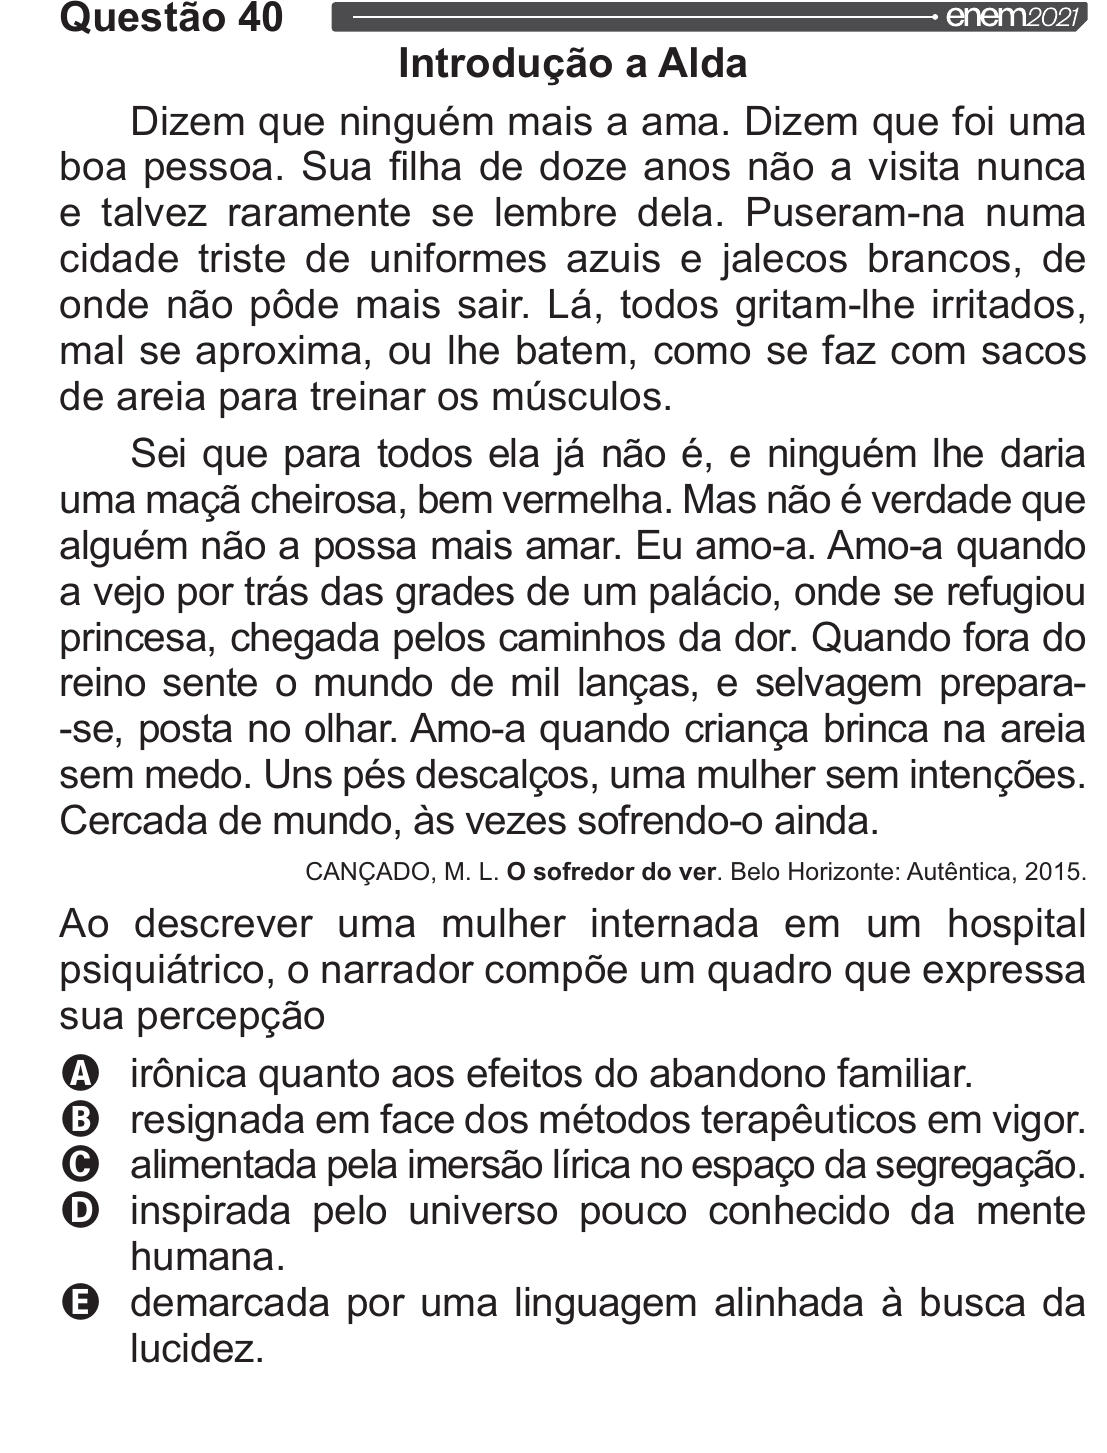 Questão 40
enem2021
Introdução a Alda
Dizem que ninguém mais a ama. Dizem que foi uma
boa pessoa. Sua filha de doze anos não a visita nunca
e talvez raramente se lembre dela. Puseram-na numa
cidade triste de uniformes azuis e jalecos brancos, de
onde não pôde mais sair. Lá, todos gritam-lhe irritados,
mal se aproxima, ou lhe batem, como se faz com sacos
de areia para treinar os músculos.
Sei que para todos ela já não é, e ninguém lhe daria
uma maçã cheirosa, bem vermelha. Mas não é verdade que
alguém não a possa mais amar. Eu amo-a. Amo-a quando
a vejo por trás das grades de um palácio, onde se refugiou
princesa, chegada pelos caminhos da dor. Quando fora do
reino sente o mundo de mil lanças, e selvagem prepara-
-se, posta no olhar. Amo-a quando criança brinca na areia
sem medo. Uns pés descalços, uma mulher sem intenções.
Cercada de mundo, às vezes sofrendo-o ainda.
CANÇADO, M. L. O sofredor do ver. Belo Horizonte: Autêntica, 2015.
Ao descrever uma mulher internada em um hospital
psiquiátrico, o narrador compõe um quadro que expressa
sua percepção
A irônica quanto aos efeitos do abandono familiar.
B resignada em face dos métodos terapêuticos em vigor.
C alimentada pela imersão lírica no espaço da segregação.
D inspirada pelo universo pouco conhecido da mente
humana.
E demarcada por uma linguagem alinhada à busca da
lucidez.